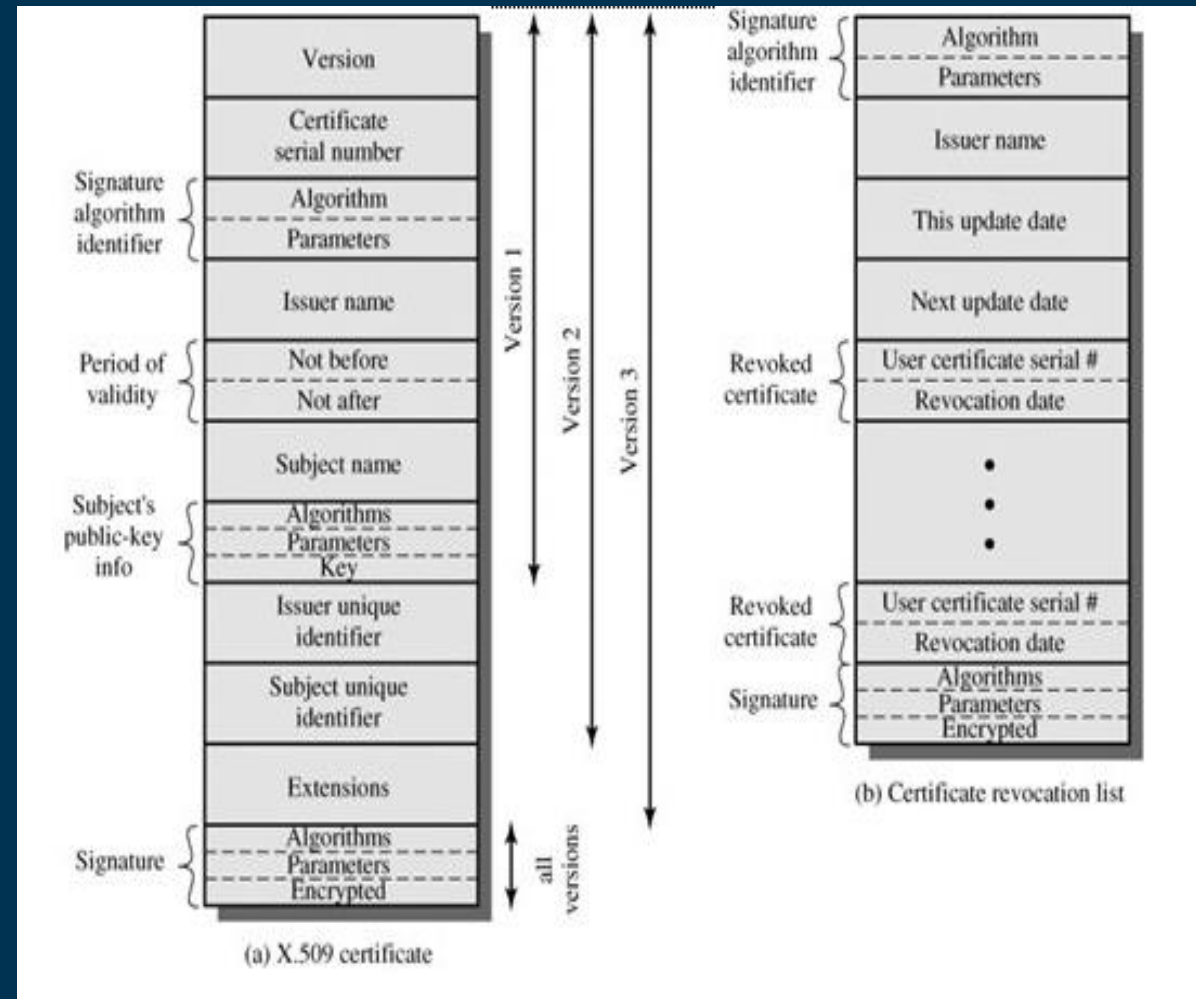 Version
Certificate
serial number
Signature
algorithm
identifier
Algorithm
Parameters
Issuer name
Period of
validity
Not before
Not after
Subject name
Subject's
public-key
info
Algorithms
Parameters
Key
Issuer unique
identifier
Subject unique
identifier
Extensions
Signature
Algorithms
Parameters
Encrypted
Version 1
Version 2
Version 3
all
versions
(a) X.509 certificate
Signature
algorithm
identifier
Algorithm
Parameters
Issuer name
This update date
Next update date
Revoked
certificate
User certificate serial #
Revocation date
Revoked
certificate
User certificate serial #
Revocation date
Signature
Algorithms
Parameters
Encrypted
(b) Certificate revocation list